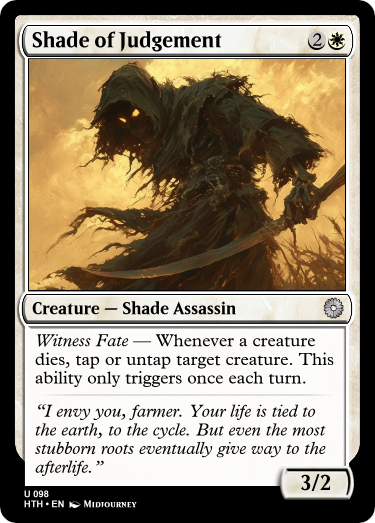 Shade of Judgement 2
Creature — Shade Assassin
Witness Fate — Whenever a creature
dies, tap or untap target creature. This
ability only triggers once each turn.
“I envy you, farmer. Your life is tied to
the earth, to the cycle. But even the most
stubborn roots eventually give way to the
afterlife.”
3/2
U 098
HTH • EN MIDJOURNEY